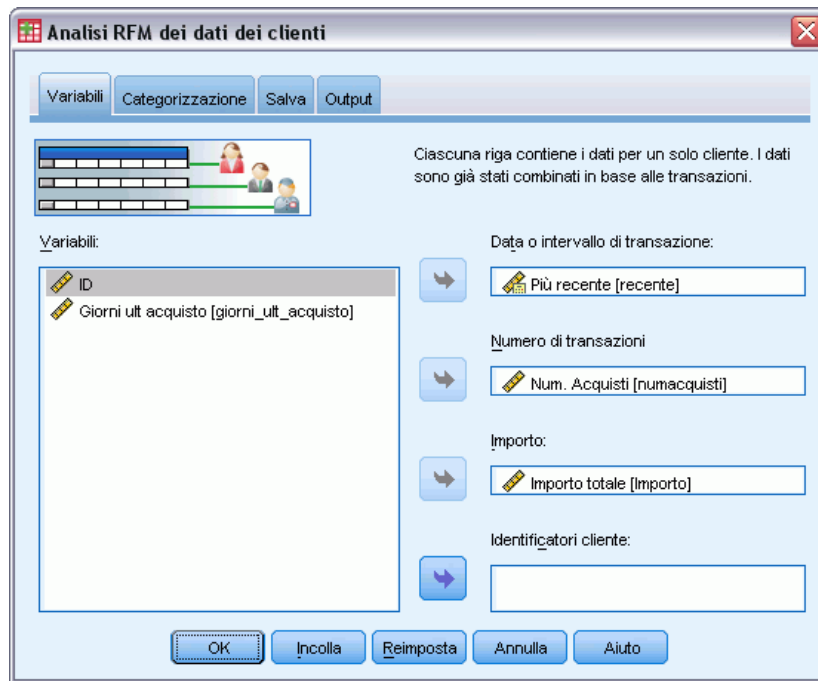 Analisi RFM dei dati dei clienti
Variabili Categorizzazione Salva Output
Ciascuna riga contiene i dati per un solo cliente. I dati
sono già stati combinati in base alle transazioni.
Variabili:
ID
Giorni ult acquisto [giorni_ult_acquisto]
Data o intervallo di transazione:
Più recente [recente]
Numero di transazioni
Num. Acquisti [numacquisti]
Importo:
Importo totale [Importo]
Identificatori cliente:
OK Incolla Reimposta Annulla Aiuto